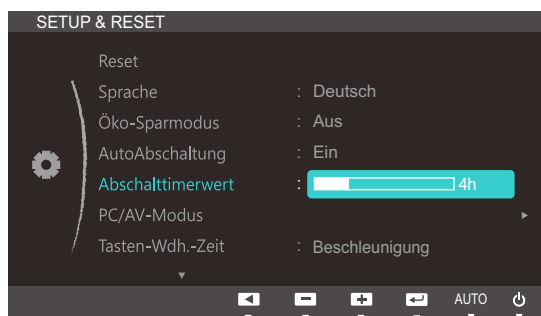 SETUP & RESET
Reset
Sprache : Deutsch
Öko-Sparmodus : Aus
AutoAbschaltung : Ein
Abschalttimerwert : 4h
PC/AV-Modus
Tasten-Wdh.-Zeit : Beschleunigung
AUTO